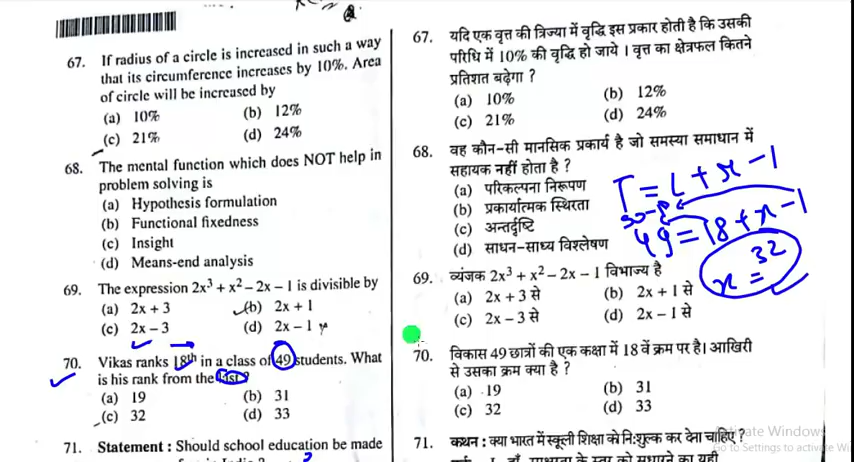 67. If radius of a circle is increased in such a way
that its circumference increases by 10%. Area
of circle will be increased by
(a) 10% (b) 12%
(c) 21% (d) 24%
68. The mental function which does NOT help in
problem solving is
(a) Hypothesis formulation
(b) Functional fixedness
(c) Insight
(d) Means-end analysis
69. The expression 2x³ + x² – 2x – 1 is divisible by
(a) 2x + 3 (b) 2x + 1
(c) 2x – 3 (d) 2x – 1
70. Vikas ranks 18th in a class of 49 students. What
is his rank from the last ?
(a) 19 (b) 31
(c) 32 (d) 33
71. Statement : Should school education be made
67. यदि एक वृत्त की त्रिज्या में वृद्धि इस प्रकार होती है कि उसकी
परिधि में 10% की वृद्धि हो जाये । वृत्त का क्षेत्रफल कितने
प्रतिशत बढ़ेगा ?
(a) 10% (b) 12%
(c) 21% (d) 24%
68. वह कौन-सी मानसिक प्रकार्य है जो समस्या समाधान में
सहायक नहीं होता है ?
(a) परिकल्पना निरूपण
(b) प्रकार्यात्मक स्थिरता
(c) अन्तर्दृष्टि
(d) साधन-साध्य विश्लेषण
T = L + x – 1
49 = 18 + x – 1
x = 32
69. व्यंजक 2x³ + x² – 2x – 1 विभाज्य है
(a) 2x + 3 से (b) 2x + 1 से
(c) 2x – 3 से (d) 2x – 1 से
70. विकास 49 छात्रों की एक कक्षा में 18 वें क्रम पर है। आखिरी
से उसका क्रम क्या है ?
(a) 19 (b) 31
(c) 32 (d) 33
71. कथन : क्या भारत में स्कूली शिक्षा को नि:शुल्क कर देना चाहिए ?
Activate Windows
Go to Settings to activate Wi